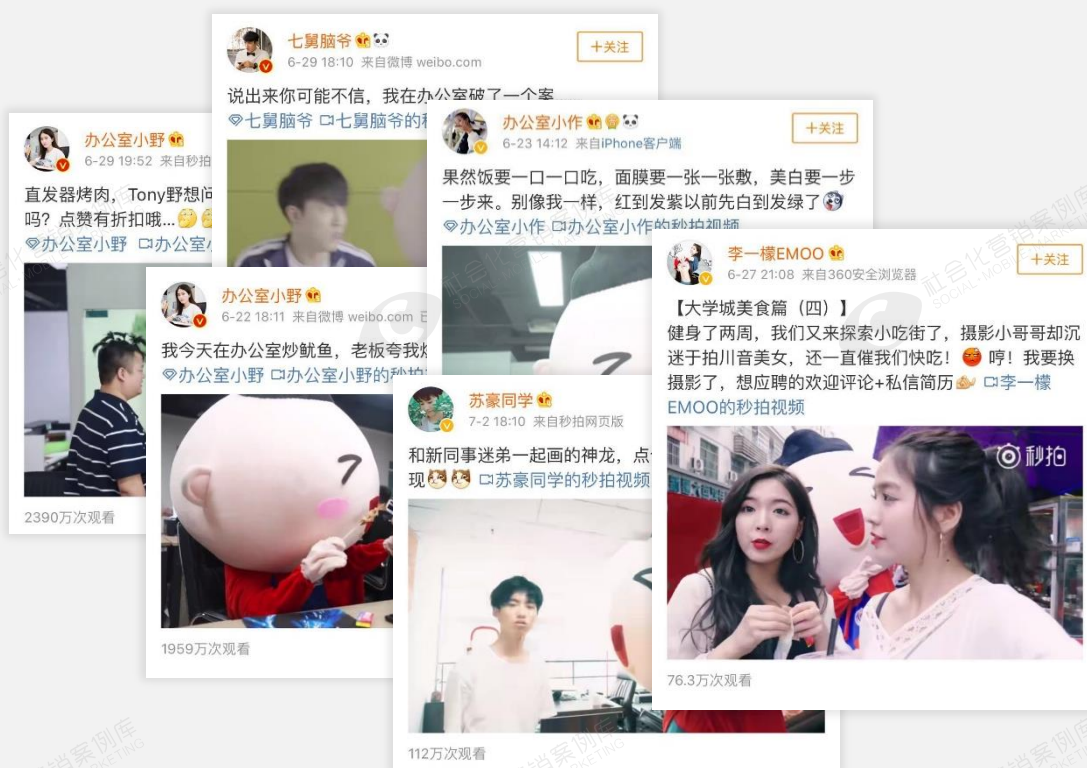 七舅脑爷
6-29 18:10 来自微博 weibo.com
+关注
说出来你可能不信，我在办公室破了一个案
七舅脑爷 七舅脑爷的
办公室小野
6-29 19:52 来自秒拍
直发器烤肉，Tony野想问
吗？点赞有折扣哦...
办公室小野 办公室小
2390万次观看
办公室小作
6-23 14:12 来自iPhone客户端
+关注
果然饭要一口一口吃，面膜要一张一张敷，美白要一步
一步来。别像我一样，红到发紫以前先白到发绿了
办公室小作 办公室小作的秒拍视频
办公室小野
6-22 18:11 来自微博 weibo.com 已
我今天在办公室炒鱿鱼，老板夸我
办公室小野 办公室小野的秒拍
1959万次观看
苏豪同学
7-2 18:10 来自秒拍网页版
和新同事迷弟一起画的神龙，点
现 苏豪同学的秒拍视频
112万次观看
李一檬EMOO
6-27 21:08 来自360安全浏览器
+关注
【大学城美食篇（四）】
健身了两周，我们又来探索小吃街了，摄影小哥哥却沉
迷于拍川音美女，还一直催我们快吃！ 哼！我要换
摄影了，想应聘的欢迎评论+私信简历 李一檬
EMOO的秒拍视频
秒拍
76.3万次观看
社会化营销案例库
SOCIAL MOBILE MARKETING